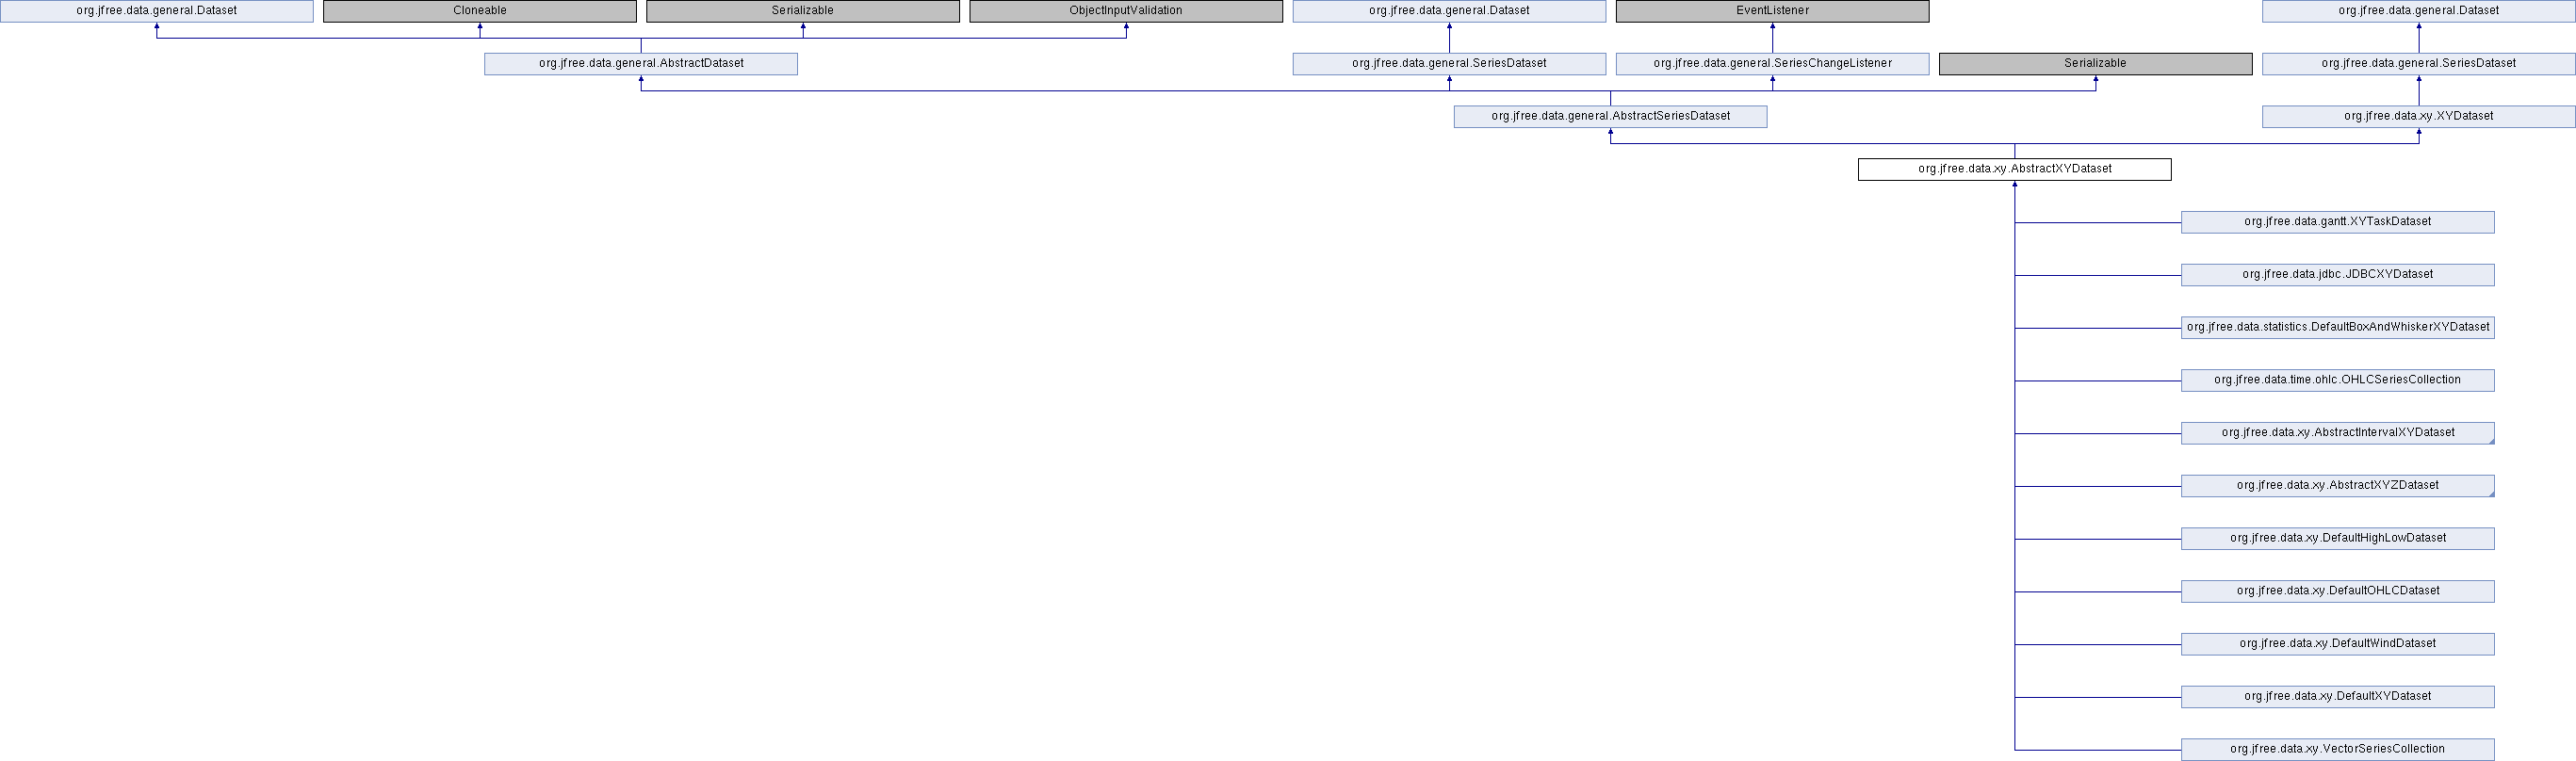 org.jfree.data.general.Dataset
Cloneable
Serializable
ObjectInputValidation
org.jfree.data.general.Dataset
EventListener
org.jfree.data.general.Dataset
org.jfree.data.general.AbstractDataset
org.jfree.data.general.SeriesDataset
org.jfree.data.general.SeriesChangeListener
Serializable
org.jfree.data.general.SeriesDataset
org.jfree.data.general.AbstractSeriesDataset
org.jfree.data.xy.XYDataset
org.jfree.data.xy.AbstractXYDataset
org.jfree.data.gantt.XYTaskDataset
org.jfree.data.jdbc.JDBCXYDataset
org.jfree.data.statistics.DefaultBoxAndWhiskerXYDataset
org.jfree.data.time.ohlc.OHLCSeriesCollection
org.jfree.data.xy.AbstractIntervalXYDataset
org.jfree.data.xy.AbstractXYZDataset
org.jfree.data.xy.DefaultHighLowDataset
org.jfree.data.xy.DefaultOHLCDataset
org.jfree.data.xy.DefaultWindDataset
org.jfree.data.xy.DefaultXYDataset
org.jfree.data.xy.VectorSeriesCollection